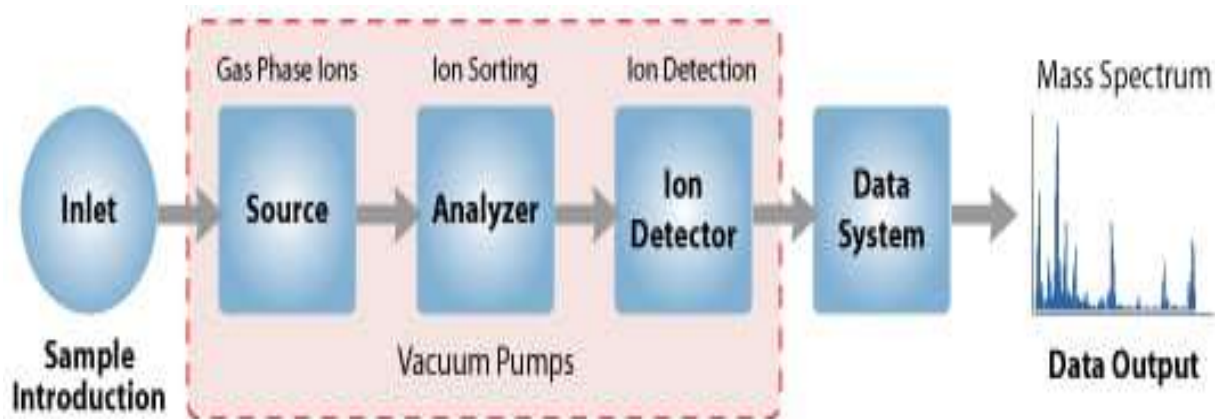 Gas Phase Ions
Ion Sorting
Ion Detection
Mass Spectrum
Inlet
Source
Analyzer
Ion
Detector
Data
System
Vacuum Pumps
Sample
Introduction
Data Output